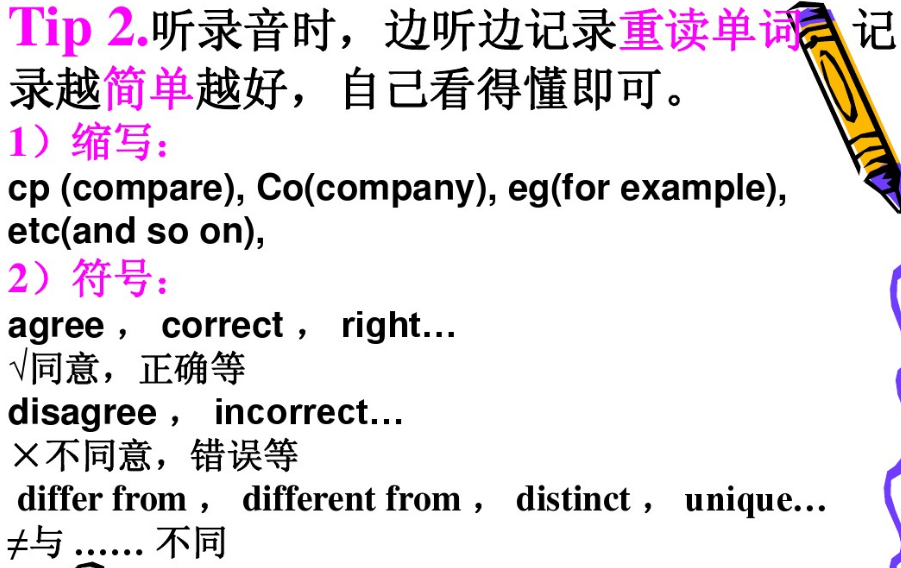 Tip 2.听录音时，边听边记录重读单词，记
录越简单越好，自己看得懂即可。
1）缩写：
cp (compare), Co(company), eg(for example),
etc(and so on),
2）符号：
agree ， correct ， right…
√同意，正确等
disagree ， incorrect…
×不同意，错误等
differ from ， different from ， distinct ， unique…
≠与 …… 不同